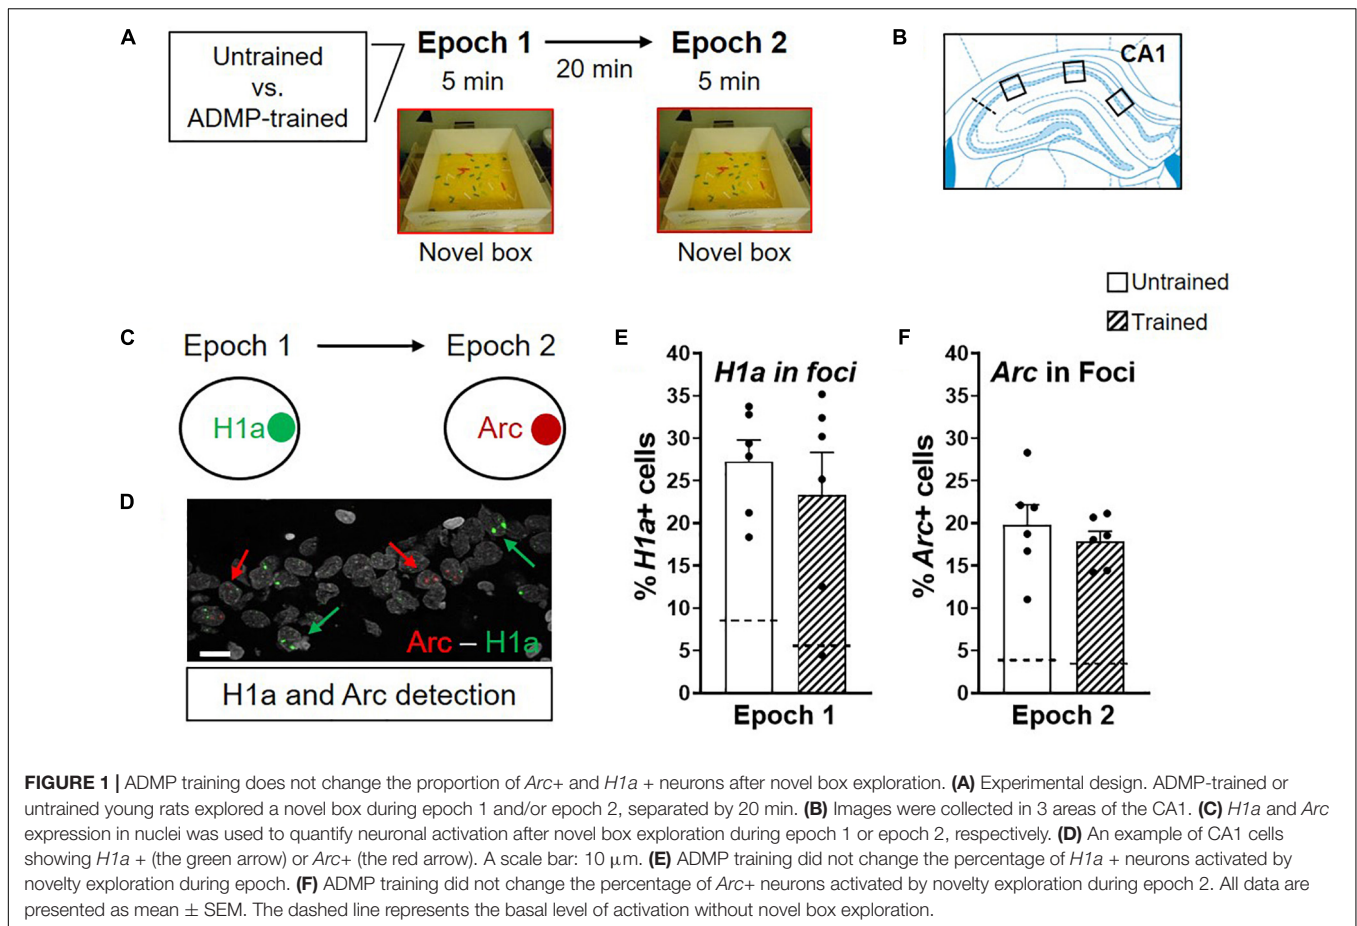 A
Untrained
vs.
ADMP-trained
Epoch 1
5 min
20 min
Epoch 2
5 min
Novel box
Novel box
B
CA1
Untrained
Trained
C
Epoch 1
Epoch 2
H1a
Arc
D
Arc – H1a
H1a and Arc detection
E
H1a in foci
% H1a+ cells
40
35
30
25
20
15
10
5
0
Epoch 1
F
Arc in Foci
% Arc+ cells
40
35
30
25
20
15
10
5
0
Epoch 2
FIGURE 1 | ADMP training does not change the proportion of Arc+ and H1a + neurons after novel box exploration. (A) Experimental design. ADMP-trained or
untrained young rats explored a novel box during epoch 1 and/or epoch 2, separated by 20 min. (B) Images were collected in 3 areas of the CA1. (C) H1a and Arc
expression in nuclei was used to quantify neuronal activation after novel box exploration during epoch 1 or epoch 2, respectively. (D) An example of CA1 cells
showing H1a + (the green arrow) or Arc+ (the red arrow). A scale bar: 10 μm. (E) ADMP training did not change the percentage of H1a + neurons activated by
novelty exploration during epoch. (F) ADMP training did not change the percentage of Arc+ neurons activated by novelty exploration during epoch 2. All data are
presented as mean ± SEM. The dashed line represents the basal level of activation without novel box exploration.